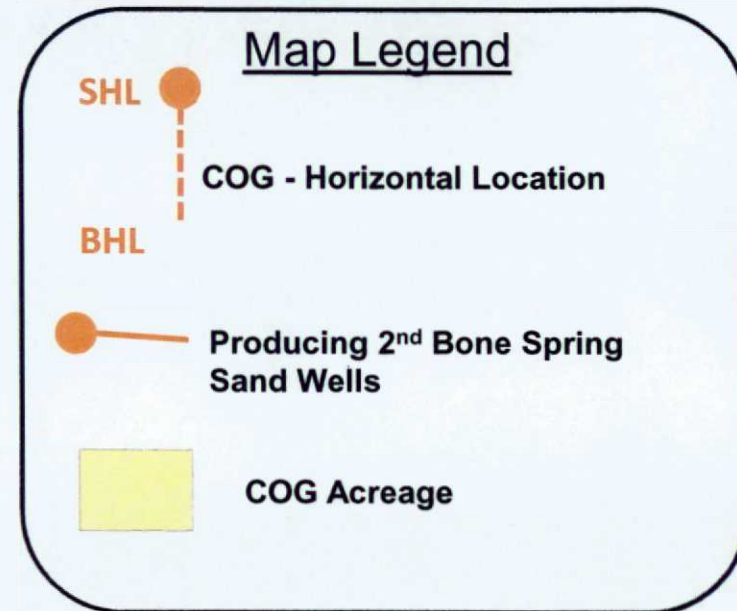 Map Legend
SHL
COG - Horizontal Location
BHL
Producing 2nd Bone Spring
Sand Wells
COG Acreage